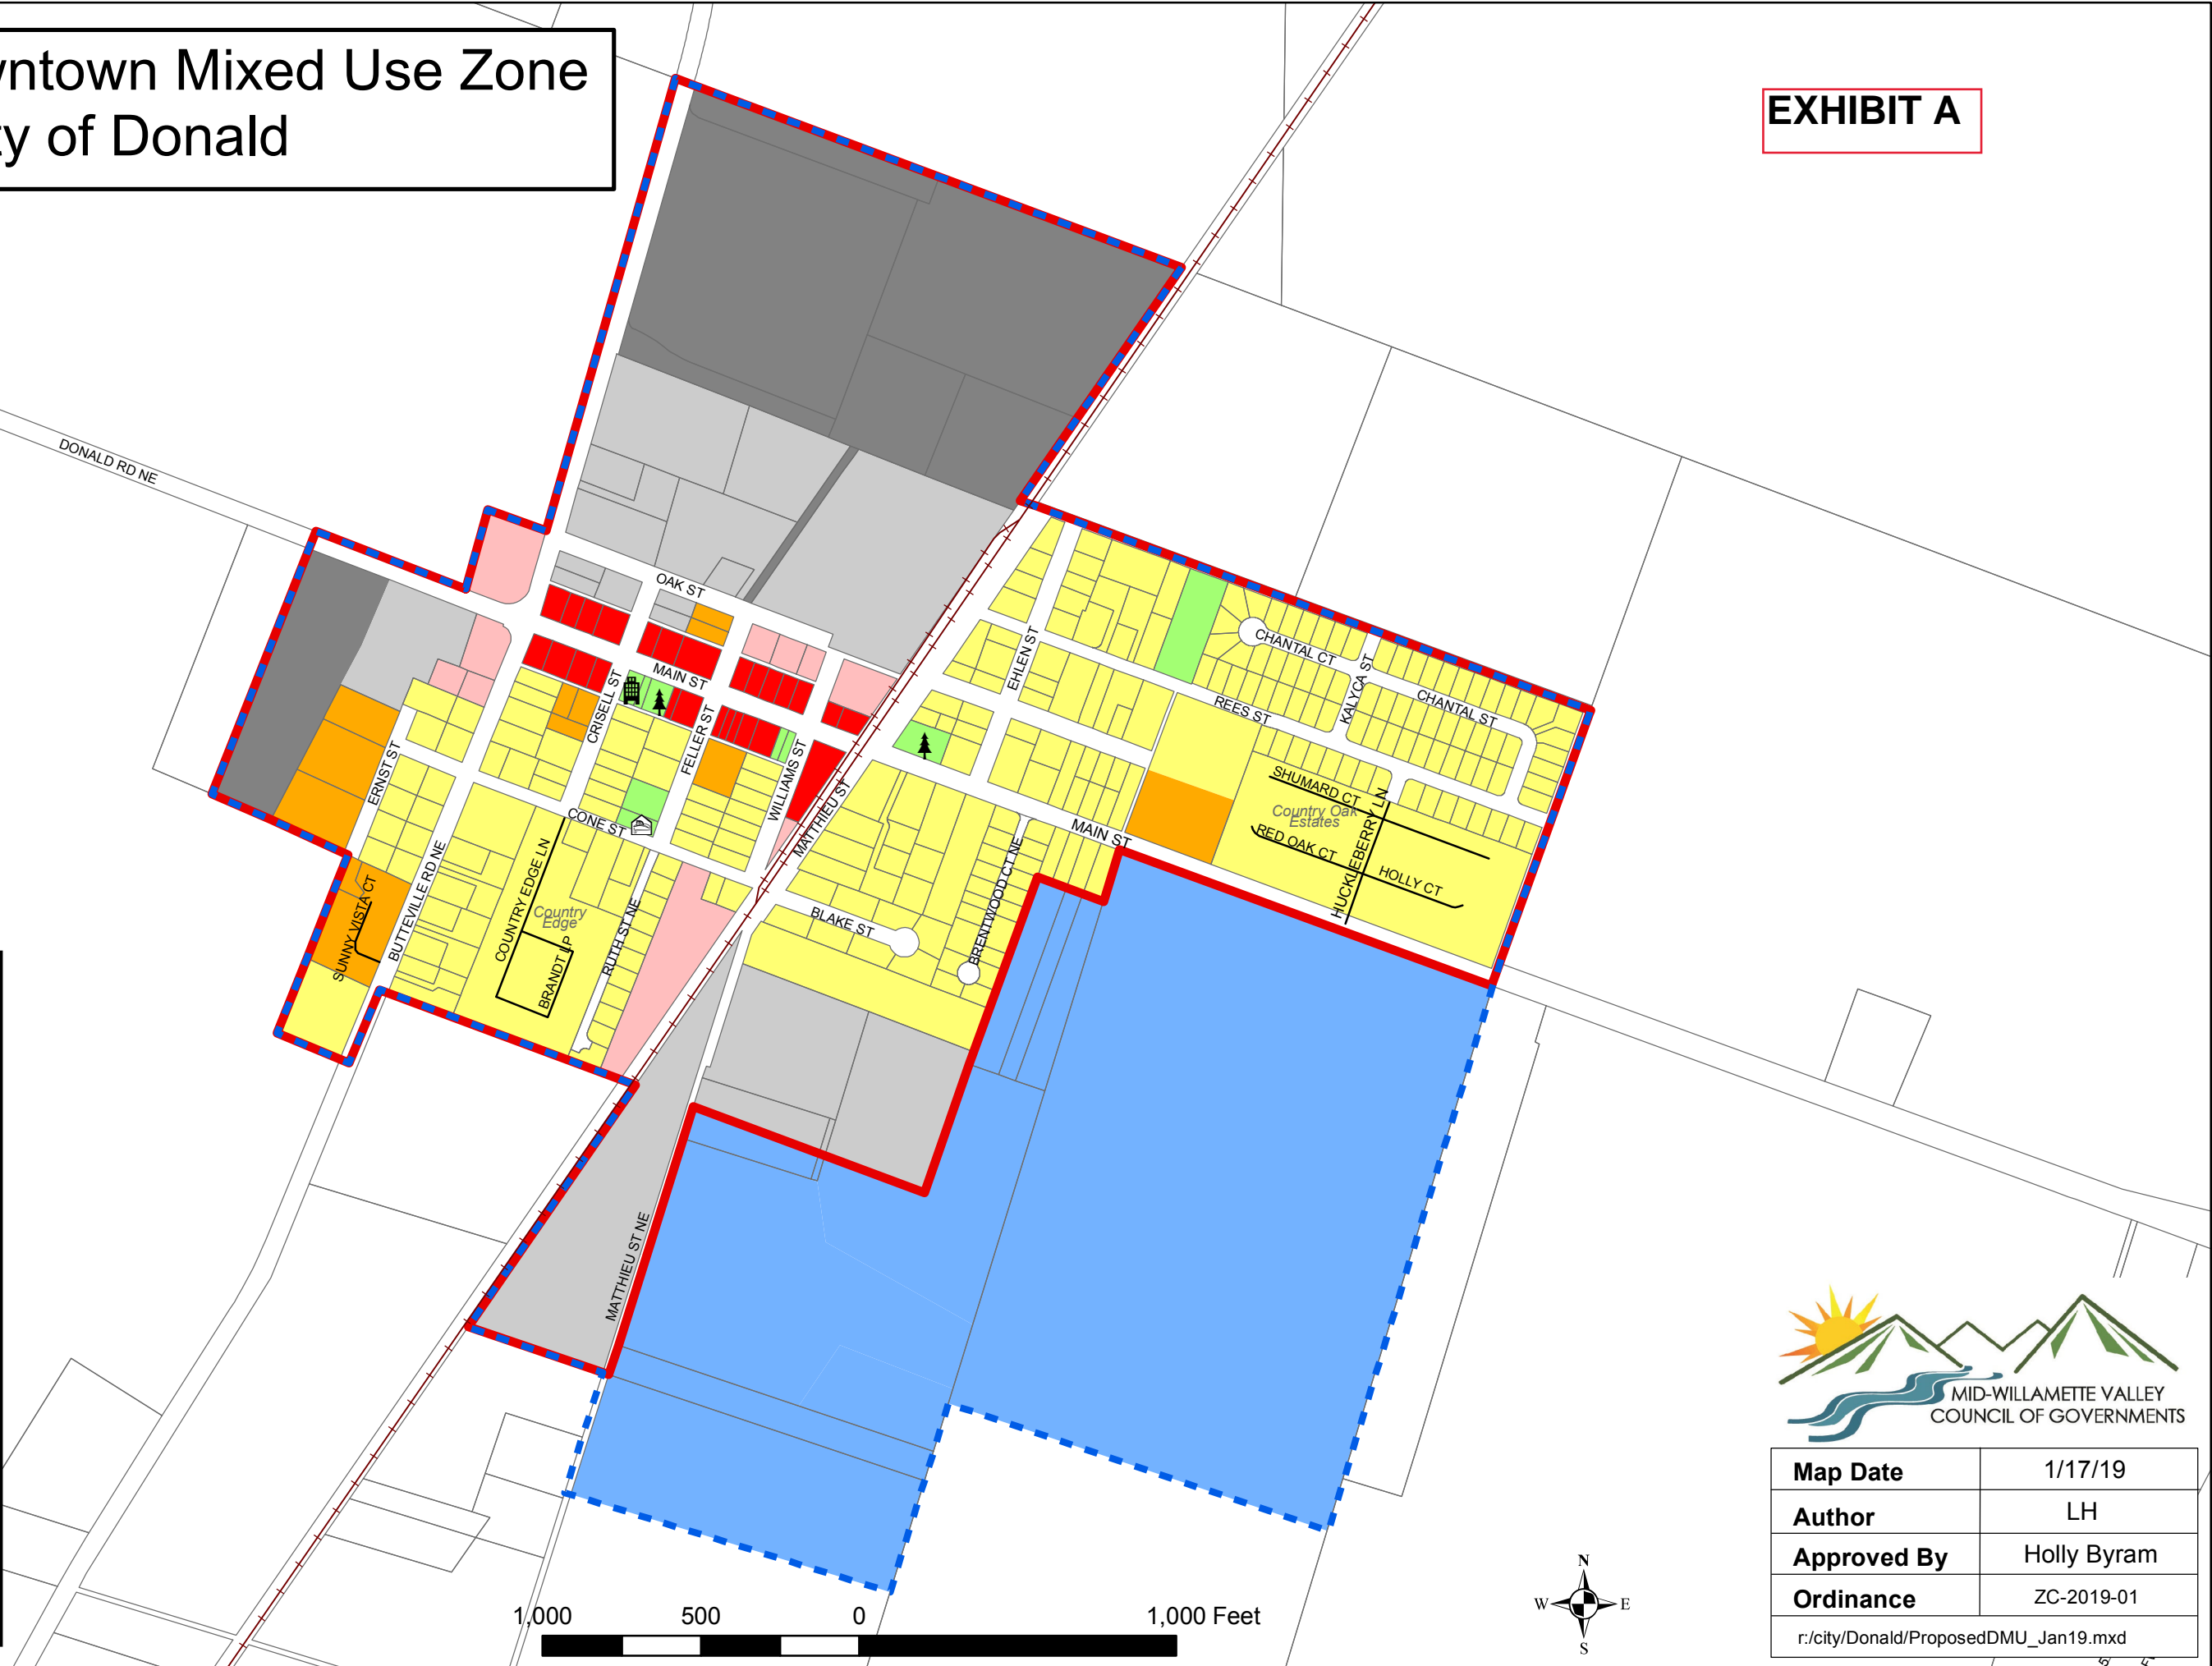 Mixed Use Zone
of Donald
EXHIBIT A
DONALD RD NE
OAK ST
MAIN ST
CRISELL ST
FELLER ST
WILLIAMS ST
MATTHIEU ST
ERNST ST
CONE ST
BUTTEVILLE RD NE
SUNNY VISTA CT
COUNTRY EDGE LN
Country
Edge
BRANDT LP
RUTH ST NE
EHLEN ST
CHANTAL CT
KALYCA ST
CHANTAL ST
REES ST
SHUMARD CT
Country Oak
Estates
RED OAK CT
HUCKLEBERRY LN
HOLLY CT
MAIN ST
BRENTWOOD CT NE
BLAKE ST
MATTHIEU ST NE
1,000 500 0 1,000 Feet
N
W E
S
MID-WILLAMETTE VALLEY
COUNCIL OF GOVERNMENTS
Map Date 1/17/19
Author LH
Approved By Holly Byram
Ordinance ZC-2019-01
r:/city/Donald/ProposedDMU_Jan19.mxd